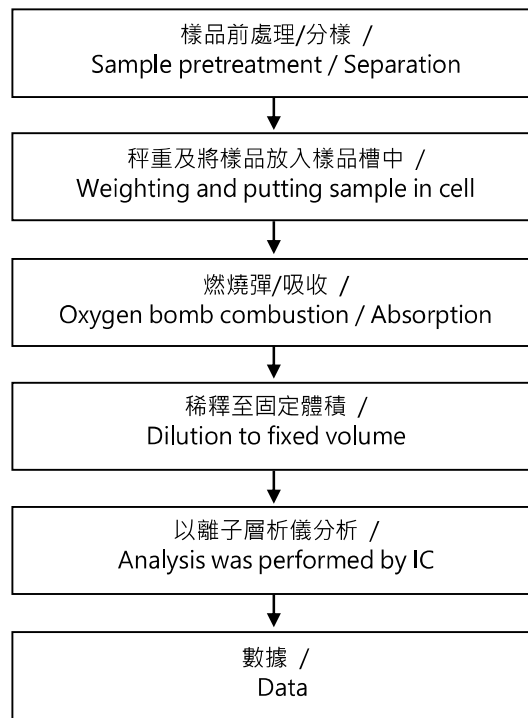 樣品前處理/分樣 /
Sample pretreatment / Separation
秤重及將樣品放入樣品槽中 /
Weighting and putting sample in cell
燃燒彈/吸收 /
Oxygen bomb combustion / Absorption
稀釋至固定體積 /
Dilution to fixed volume
以離子層析儀分析 /
Analysis was performed by IC
數據 /
Data